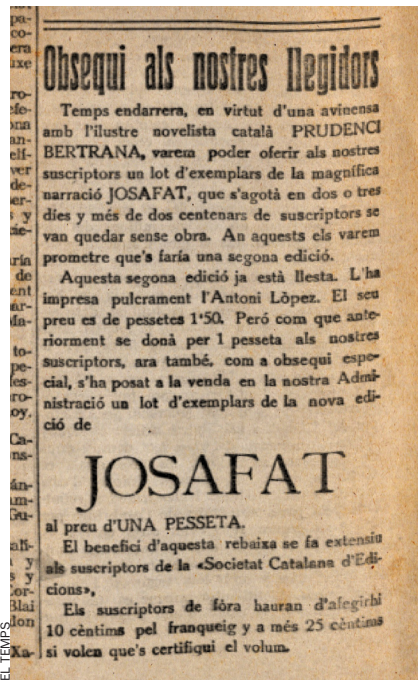 Obsequi als nostres llegidors
Temps endarrera, en virtut d'una avinensa
amb l'ilustre novelista català PRUDENCI
BERTRANA, varem poder oferir als nostres
suscriptors un lot d'exemplars de la magnífica
narració JOSAFAT, que s'agotà en dos o tres
díes y més de dos centenars de suscriptors se
van quedar sense obra. An aquests els varem
prometre que's faría una segona edició.
Aquesta segona edició ja està llesta. L'ha
impresa pulcrament l'Antoni Lòpez. El seu
preu es de pessetes 1'50. Peró com que ante-
riorment se donà per 1 pesseta als nostres
suscriptors, ara també, com a obsequi espe-
cial, s'ha posat a la venda en la nostra Admi-
nistració un lot d'exemplars de la nova edi-
ció de
JOSAFAT
al preu d'UNA PESSETA.
El benefici d'aquesta rebaixa se fa extensiu
als suscriptors de la «Societat Catalana d'Edi-
cions»,
Els suscriptors de fóra hauran d'afegirhi
10 cèntims pel franqueig y a més 25 cèntims
si volen que's certifiqui el volum.
EL TEMPS